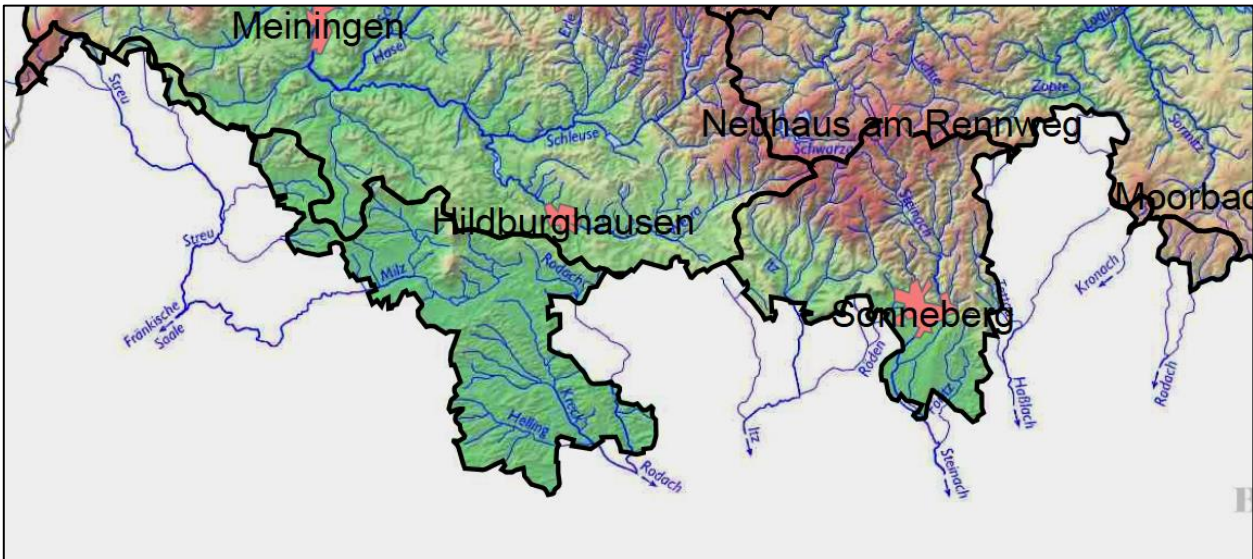 Meiningen
Hasel
Erle
Nahe
Lichte
Loquitz
Zopte
Sormitz
Streu
Schleuse
Neuhaus am Rennweg
Schwarza
Moorbad
Hildburghausen
Steinach
Streu
Milz
Rodach
Itz
Sonneberg
Kronach
Fränkische
Saale
Röden
Rodach
Haßlach
Kreck
Helling
Itz
Rodach
Steinach